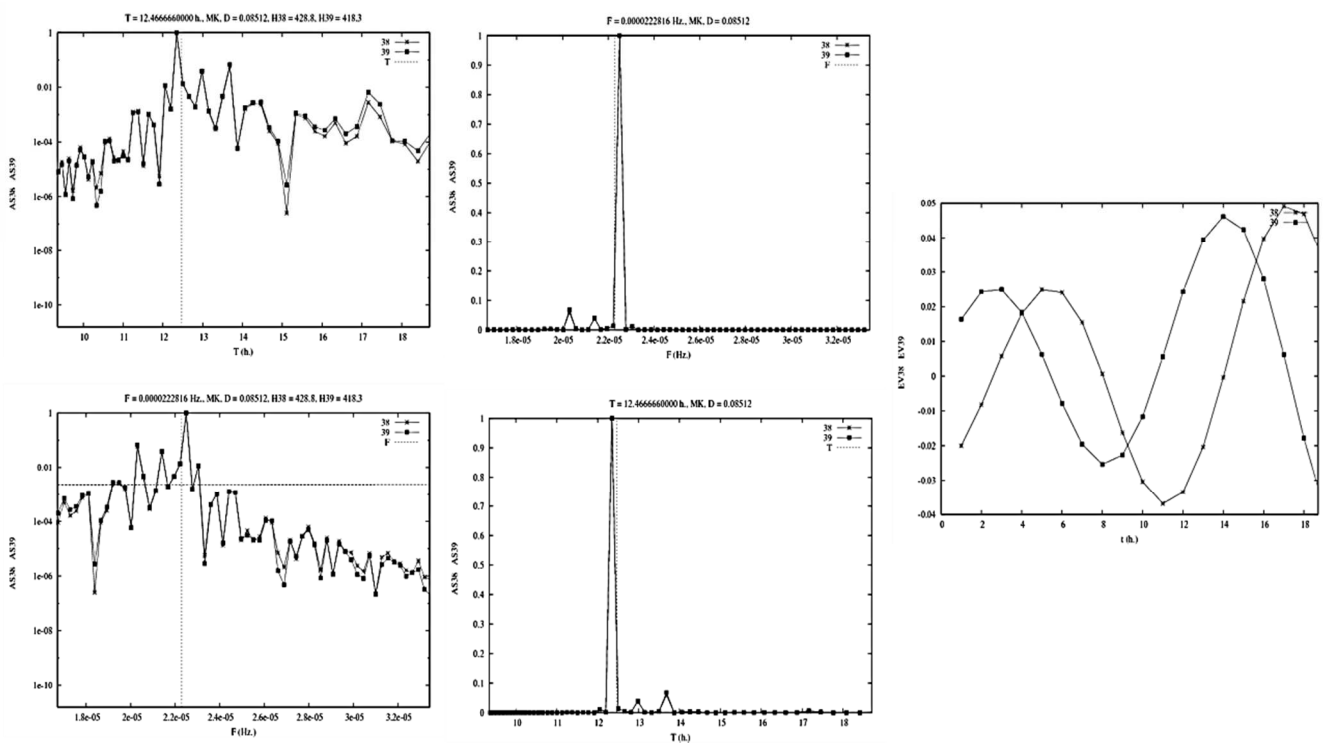 T = 12.4666660000 h., MK, D = 0.08512, H38 = 428.8, H39 = 418.3
1
0.01
1e-04
1e-06
1e-08
1e-10
AS38 AS39
38
39
T
10 11 12 13 14 15 16 17 18
T (h.)
F = 0.0000222816 Hz., MK, D = 0.08512
1
0.9
0.8
0.7
0.6
0.5
0.4
0.3
0.2
0.1
0
AS38 AS39
38
39
F
1.8e-05 2e-05 2.2e-05 2.4e-05 2.6e-05 2.8e-05 3e-05 3.2e-05
F (Hz.)
F = 0.0000222816 Hz., MK, D = 0.08512, H38 = 428.8, H39 = 418.3
1
0.01
1e-04
1e-06
1e-08
1e-10
AS38 AS39
38
39
F
1.8e-05 2e-05 2.2e-05 2.4e-05 2.6e-05 2.8e-05 3e-05 3.2e-05
F (Hz.)
T = 12.4666660000 h., MK, D = 0.08512
1
0.9
0.8
0.7
0.6
0.5
0.4
0.3
0.2
0.1
0
AS38 AS39
38
39
T
10 11 12 13 14 15 16 17 18
T (h.)
0.05
0.04
0.03
0.02
0.01
0
-0.01
-0.02
-0.03
-0.04
EV38 EV39
38
39
0 2 4 6 8 10 12 14 16 18
t (h.)